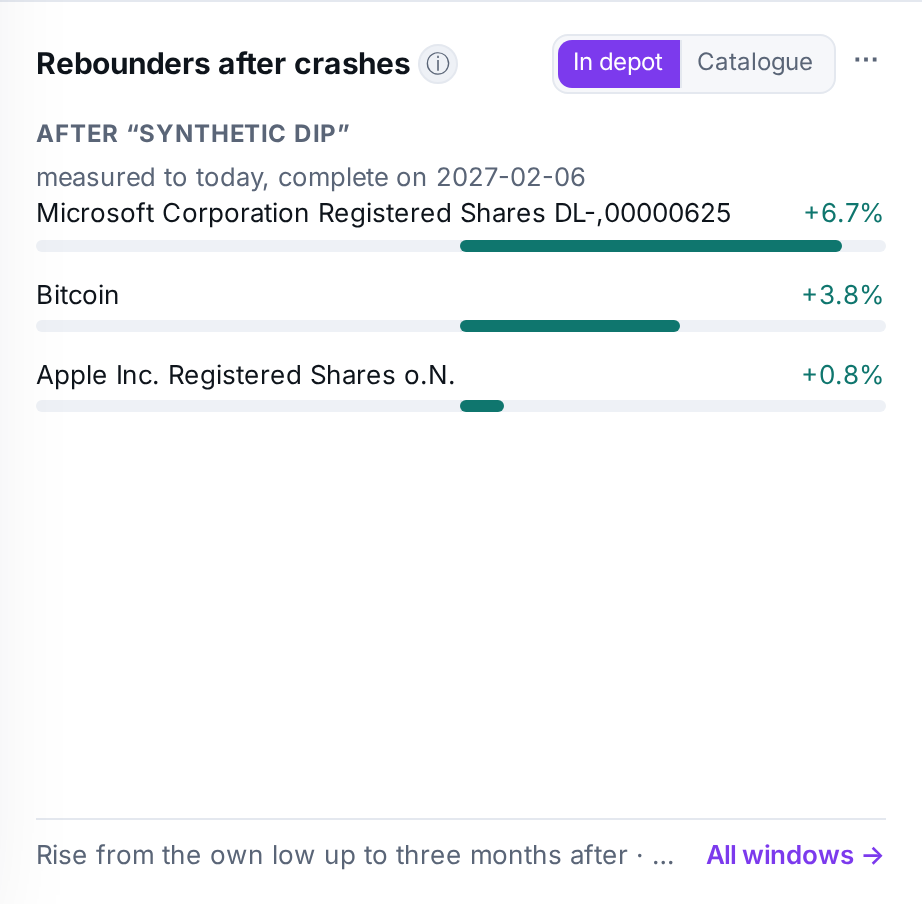 Rebounders after crashes ⓘ
In depot Catalogue ···
AFTER “SYNTHETIC DIP”
measured to today, complete on 2027-02-06
Microsoft Corporation Registered Shares DL-,00000625 +6.7%
Bitcoin +3.8%
Apple Inc. Registered Shares o.N. +0.8%
Rise from the own low up to three months after · ... All windows →